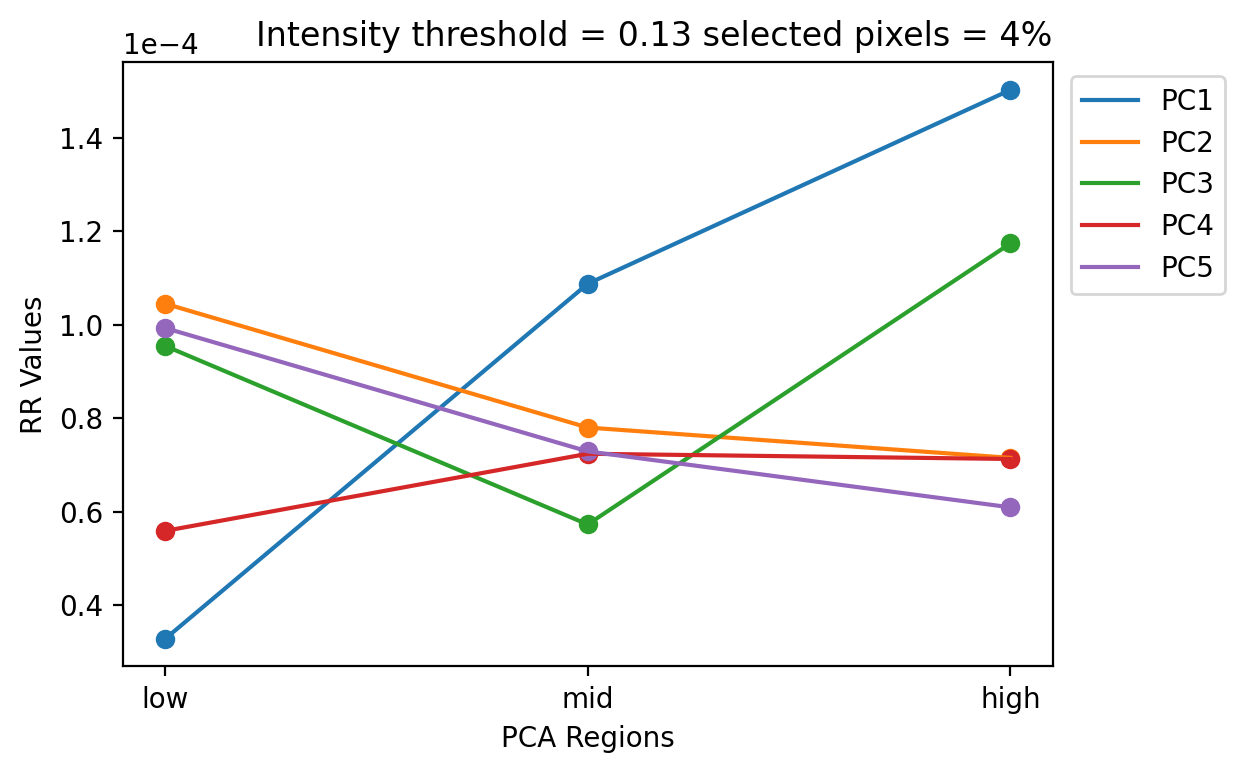 Intensity threshold = 0.13 selected pixels = 4%
1e−4
1.4
1.2
1.0
0.8
0.6
0.4
RR Values
low
mid
high
PCA Regions
PC1
PC2
PC3
PC4
PC5